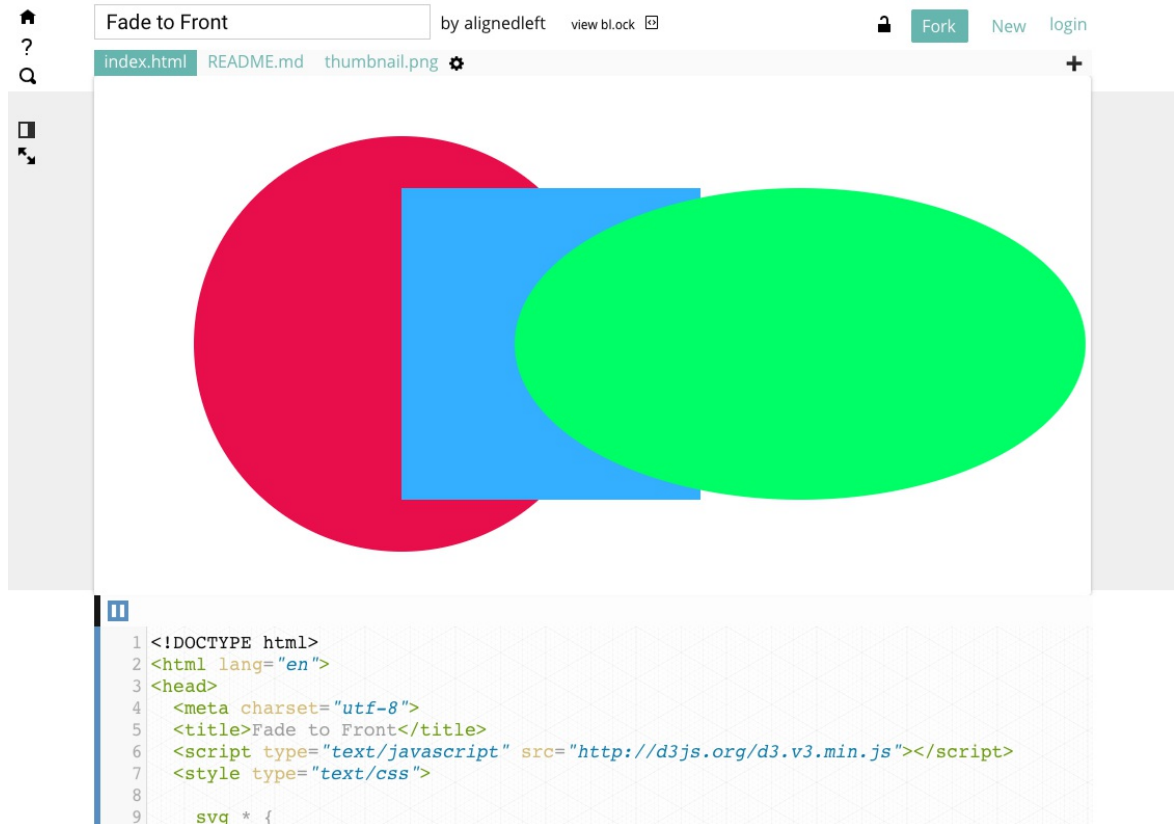 Fade to Front by alignedleft view bl.ock Fork New login
?
index.html README.md thumbnail.png
1 <!DOCTYPE html>
2 <html lang="en">
3 <head>
4 <meta charset="utf-8">
5 <title>Fade to Front</title>
6 <script type="text/javascript" src="http://d3js.org/d3.v3.min.js"></script>
7 <style type="text/css">
8
9 svg * {